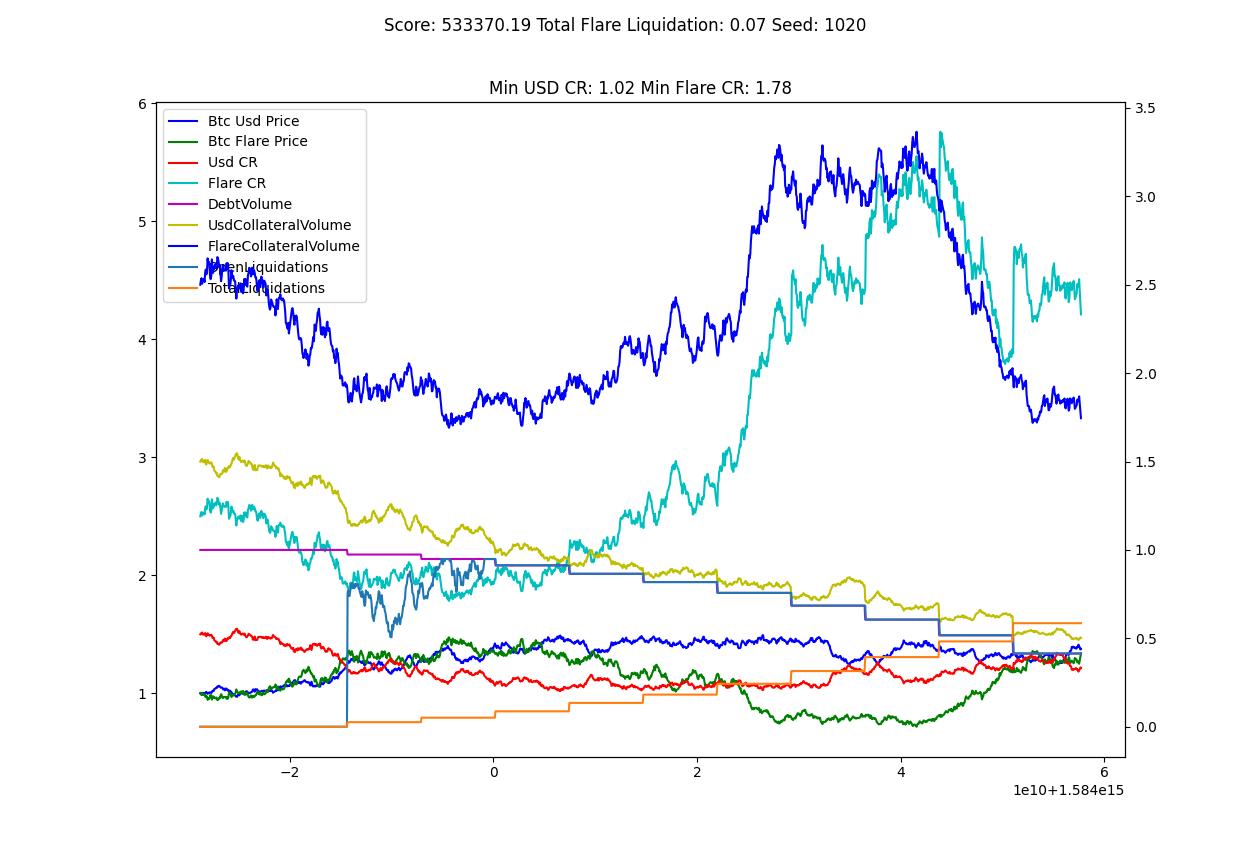 Score: 533370.19 Total Flare Liquidation: 0.07 Seed: 1020
Min USD CR: 1.02 Min Flare CR: 1.78
6
5
4
3
2
1
3.5
3.0
2.5
2.0
1.5
1.0
0.5
0.0
Btc Usd Price
Btc Flare Price
Usd CR
Flare CR
DebtVolume
UsdCollateralVolume
FlareCollateralVolume
OpenLiquidations
TotalLiquidations
−2
0
2
4
6
1e10+1.584e15